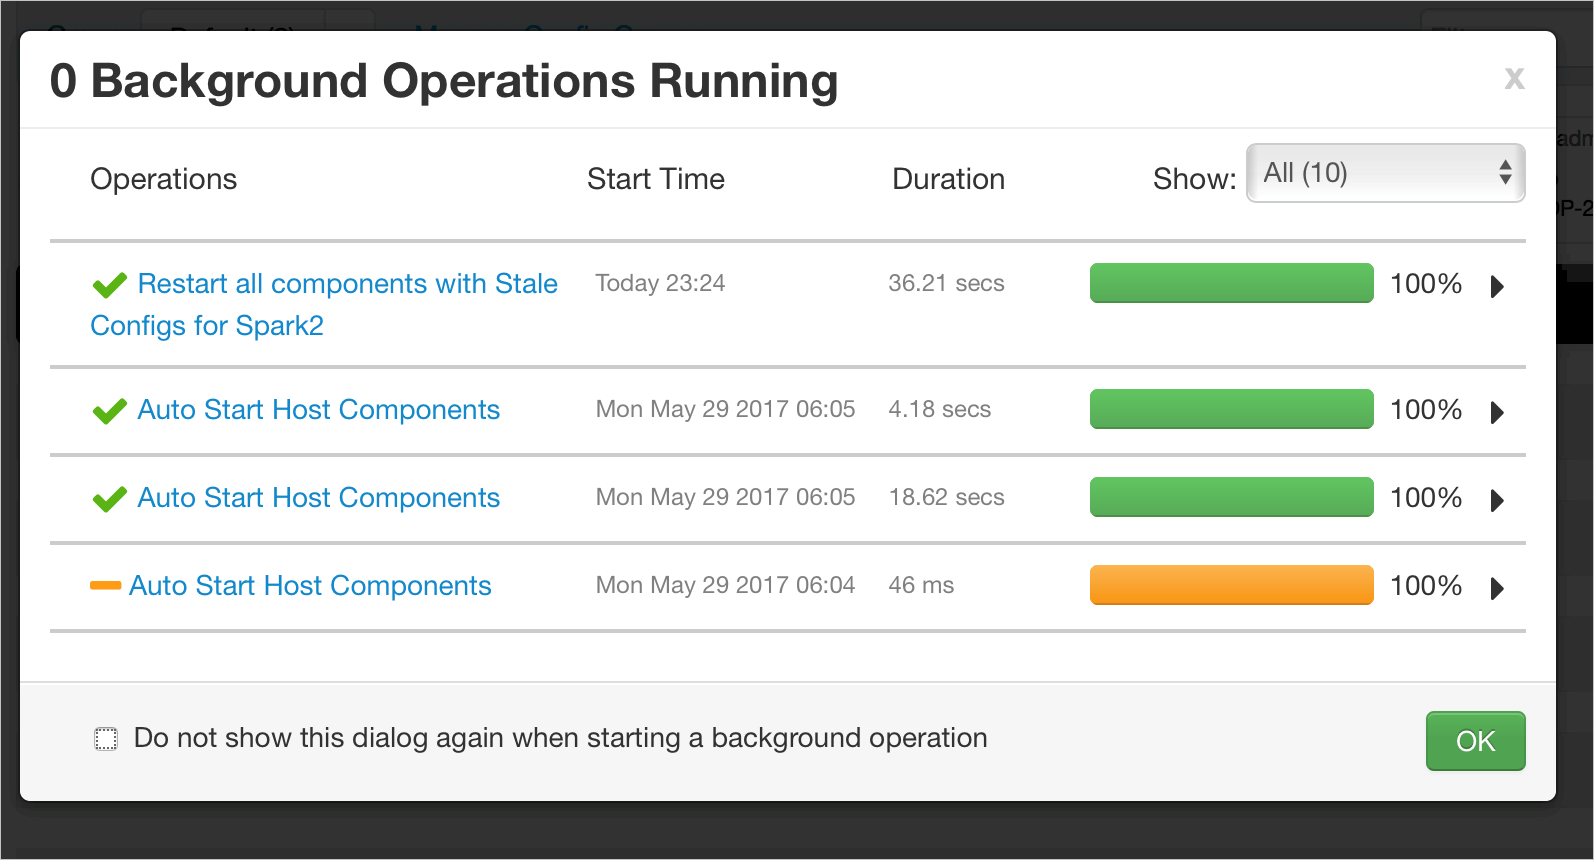 0 Background Operations Running
x
Operations Start Time Duration Show: All (10)
Restart all components with Stale Today 23:24 36.21 secs 100%
Configs for Spark2
Auto Start Host Components Mon May 29 2017 06:05 4.18 secs 100%
Auto Start Host Components Mon May 29 2017 06:05 18.62 secs 100%
Auto Start Host Components Mon May 29 2017 06:04 46 ms 100%
Do not show this dialog again when starting a background operation
OK